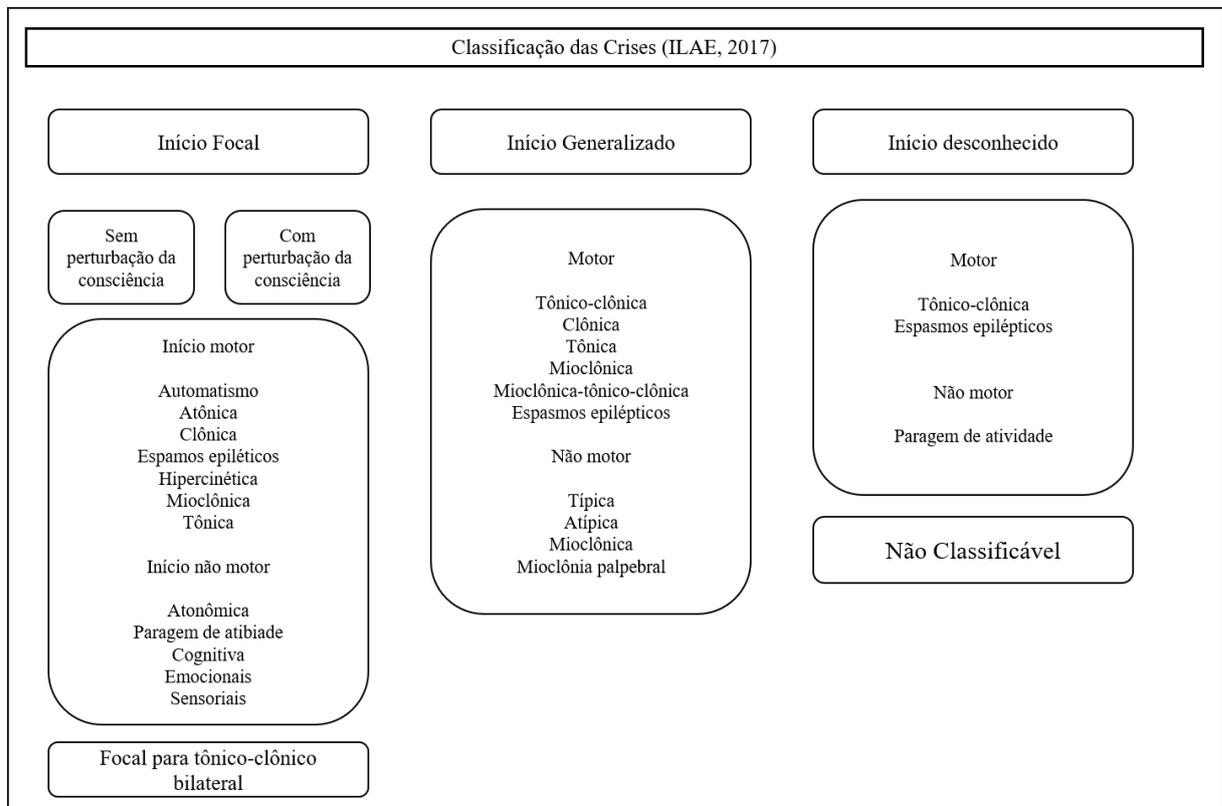 Classificação das Crises (ILAE, 2017)
Início Focal
Sem
perturbação da
consciência
Com
perturbação da
consciência
Início motor
Automatismo
Atônica
Clônica
Espamos epiléticos
Hipercinética
Mioclônica
Tônica
Início não motor
Atonômica
Paragem de atibiade
Cognitiva
Emocionais
Sensoriais
Focal para tônico-clônico
bilateral
Início Generalizado
Motor
Tônico-clônica
Clônica
Tônica
Mioclônica
Mioclônica-tônico-clônica
Espasmos epilépticos
Não motor
Típica
Atípica
Mioclônica
Mioclônia palpebral
Início desconhecido
Motor
Tônico-clônica
Espasmos epilépticos
Não motor
Paragem de atividade
Não Classificável